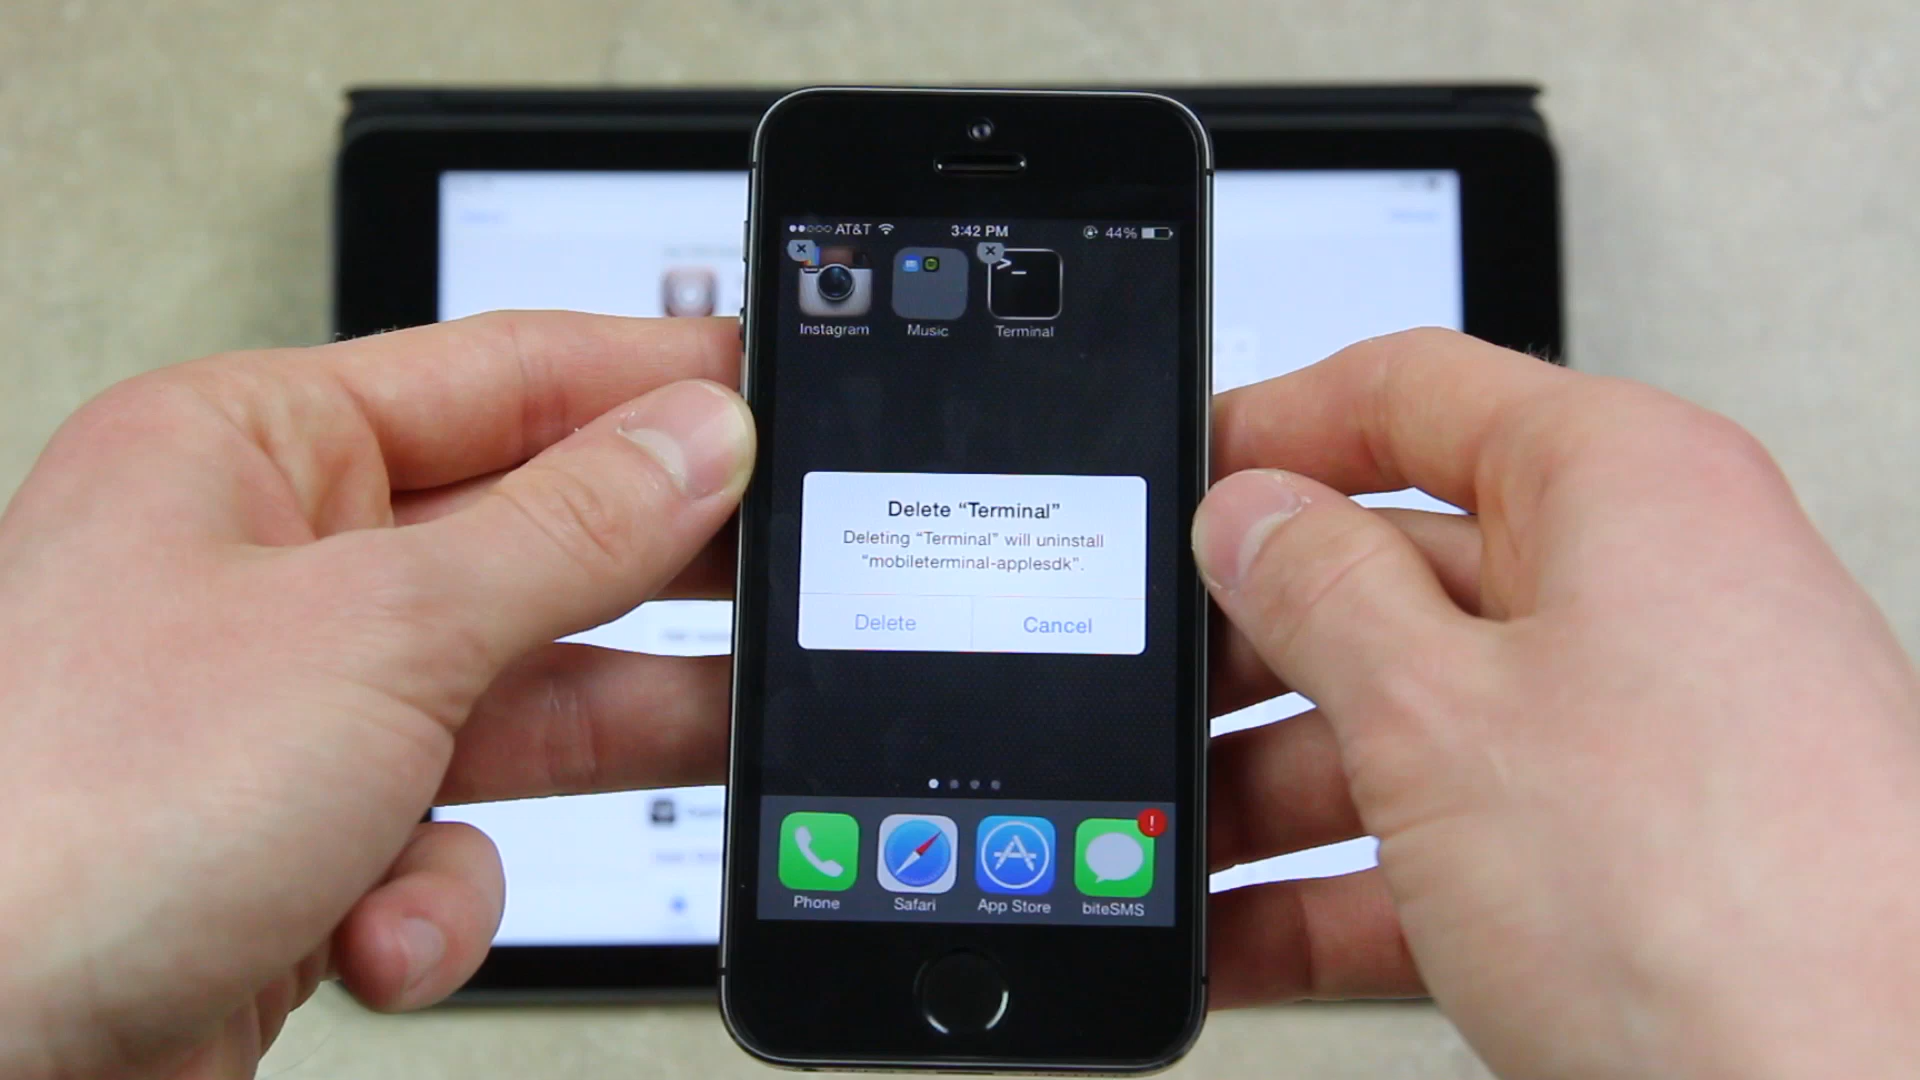 AT&T 3:42 PM 44%
Instagram Music Terminal
>_
Delete “Terminal”
Deleting “Terminal” will uninstall
“mobileterminal-applesdk”.
Delete Cancel
!
Phone Safari App Store biteSMS